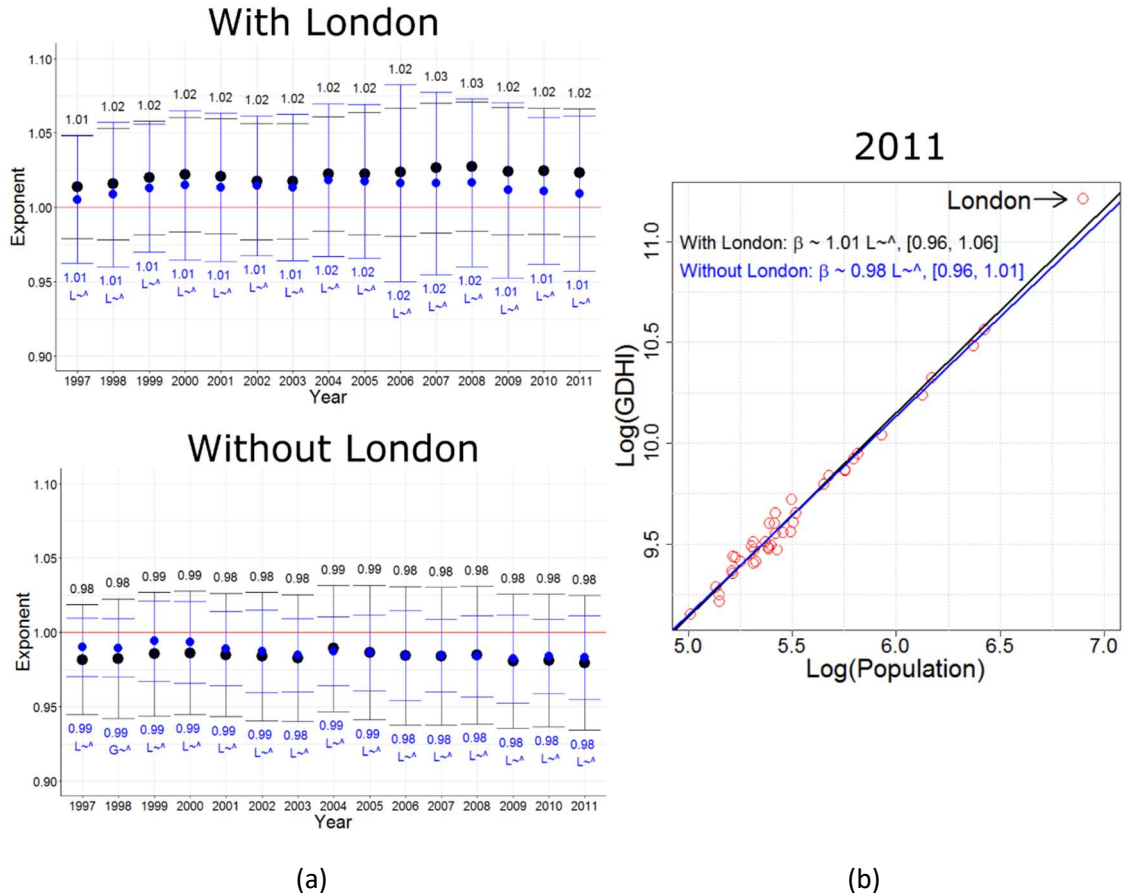 With London
1.10
1.05
1.00
0.95
0.90
Exponent
1.01 1.02 1.02 1.02 1.02 1.02 1.02 1.02 1.02 1.02 1.03 1.03 1.02 1.02 1.02
1.01 1.01 1.01 1.01 1.01 1.01 1.01 1.02 1.02 1.02 1.02 1.02 1.01 1.01 1.01
L~^ L~^ L~^ L~^ L~^ L~^ L~^ L~^ L~^ L~^ L~^ L~^ L~^ L~^ L~^
1997 1998 1999 2000 2001 2002 2003 2004 2005 2006 2007 2008 2009 2010 2011
Year
Without London
1.10
1.05
1.00
0.95
0.90
Exponent
0.98 0.98 0.99 0.99 0.98 0.98 0.98 0.99 0.99 0.98 0.98 0.98 0.98 0.98 0.98
0.99 0.99 0.99 0.99 0.99 0.99 0.98 0.99 0.99 0.98 0.98 0.98 0.98 0.98 0.98
L~^ G~^ L~^ L~^ L~^ L~^ L~^ L~^ L~^ L~^ L~^ L~^ L~^ L~^ L~^
1997 1998 1999 2000 2001 2002 2003 2004 2005 2006 2007 2008 2009 2010 2011
Year
(a)
2011
London
With London: β ~ 1.01 L~^, [0.96, 1.06]
Without London: β ~ 0.98 L~^, [0.96, 1.01]
11.0
10.5
10.0
9.5
Log(GDHI)
5.0 5.5 6.0 6.5 7.0
Log(Population)
(b)